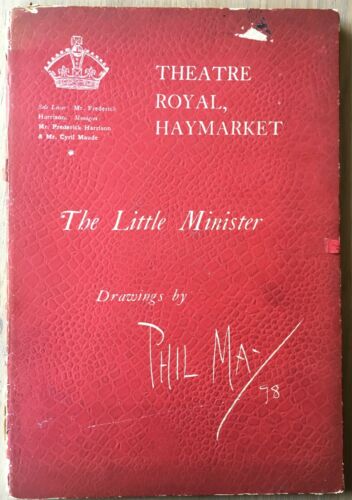 THEATRE
ROYAL,
HAYMARKET
Sole Lessee Mr. Frederick
Harrison. Managers
Mr. Frederick Harrison
& Mr. Cyril Maude
The Little Minister
Drawings by
PHIL MAY
98